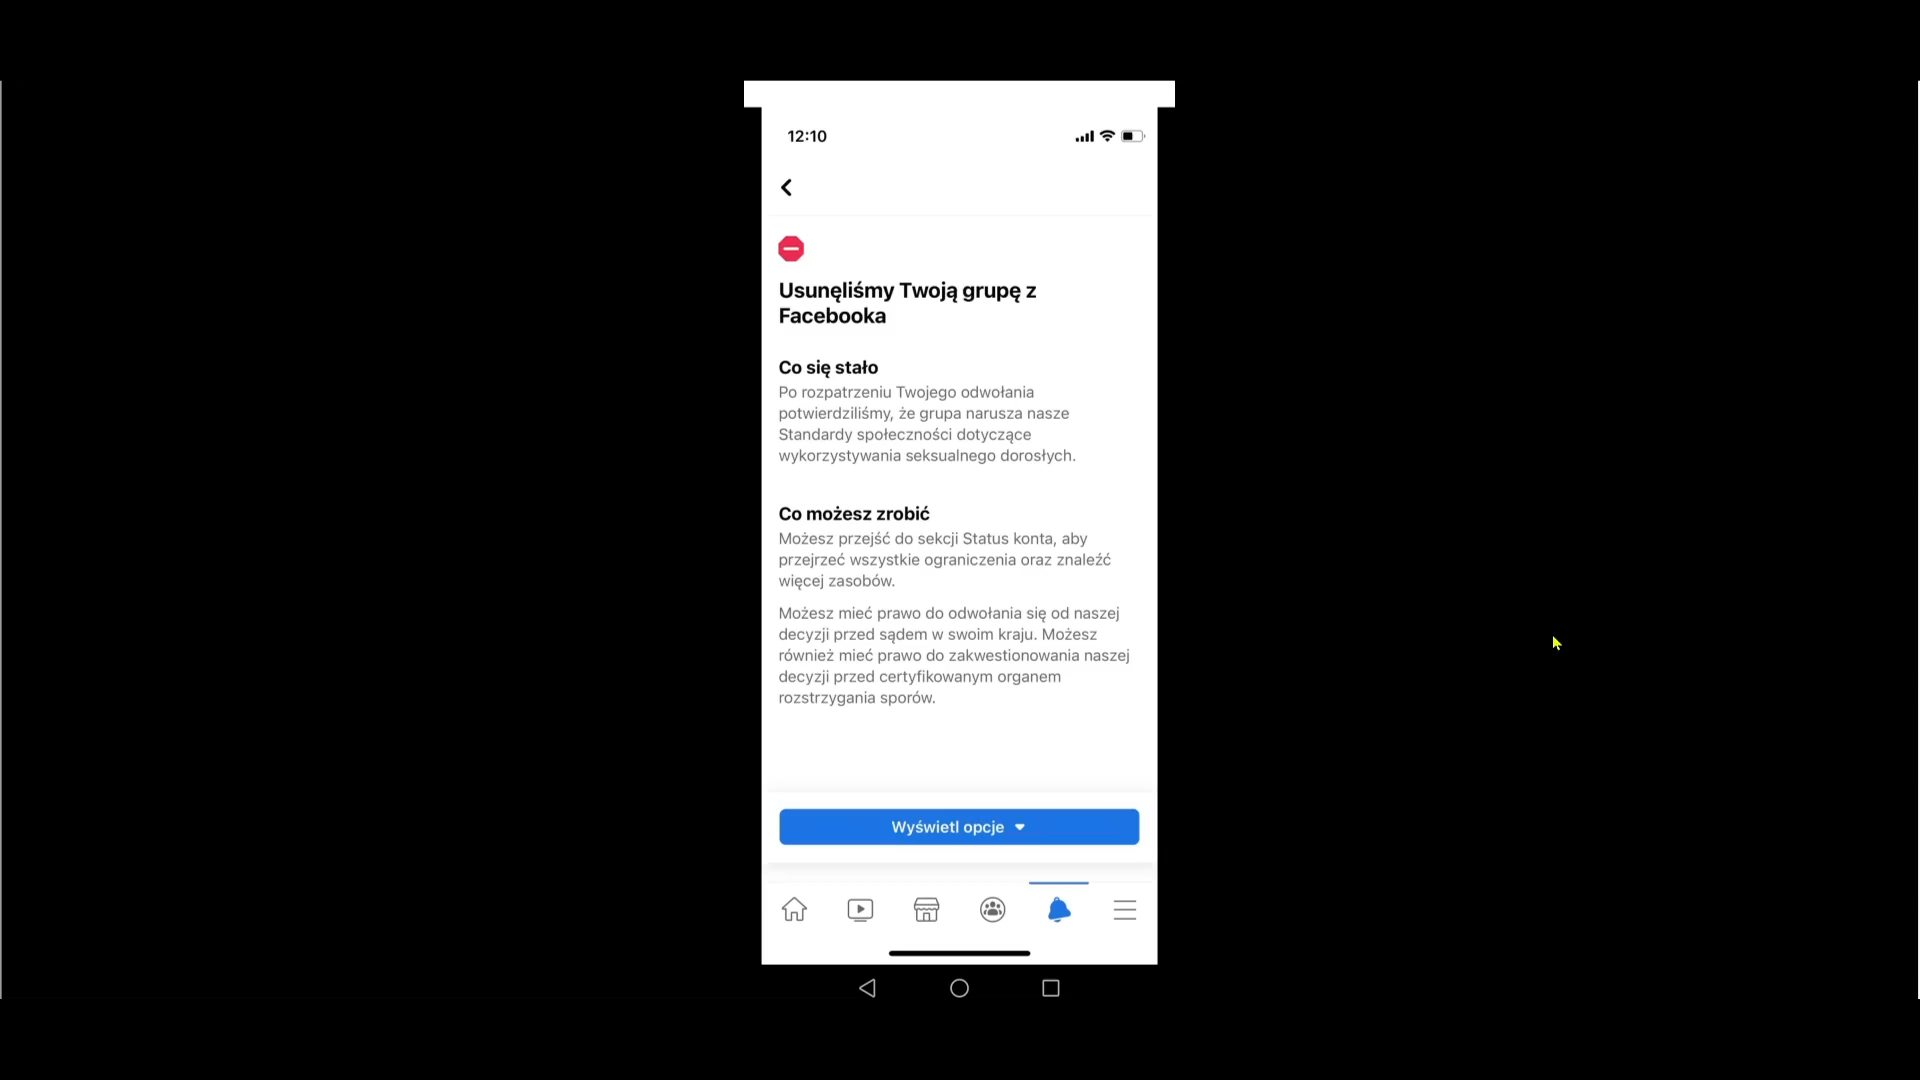 12:10
Usunęliśmy Twoją grupę z
Facebooka
Co się stało
Po rozpatrzeniu Twojego odwołania
potwierdziliśmy, że grupa narusza nasze
Standardy społeczności dotyczące
wykorzystywania seksualnego dorosłych.
Co możesz zrobić
Możesz przejść do sekcji Status konta, aby
przejrzeć wszystkie ograniczenia oraz znaleźć
więcej zasobów.
Możesz mieć prawo do odwołania się od naszej
decyzji przed sądem w swoim kraju. Możesz
również mieć prawo do zakwestionowania naszej
decyzji przed certyfikowanym organem
rozstrzygania sporów.
Wyświetl opcje